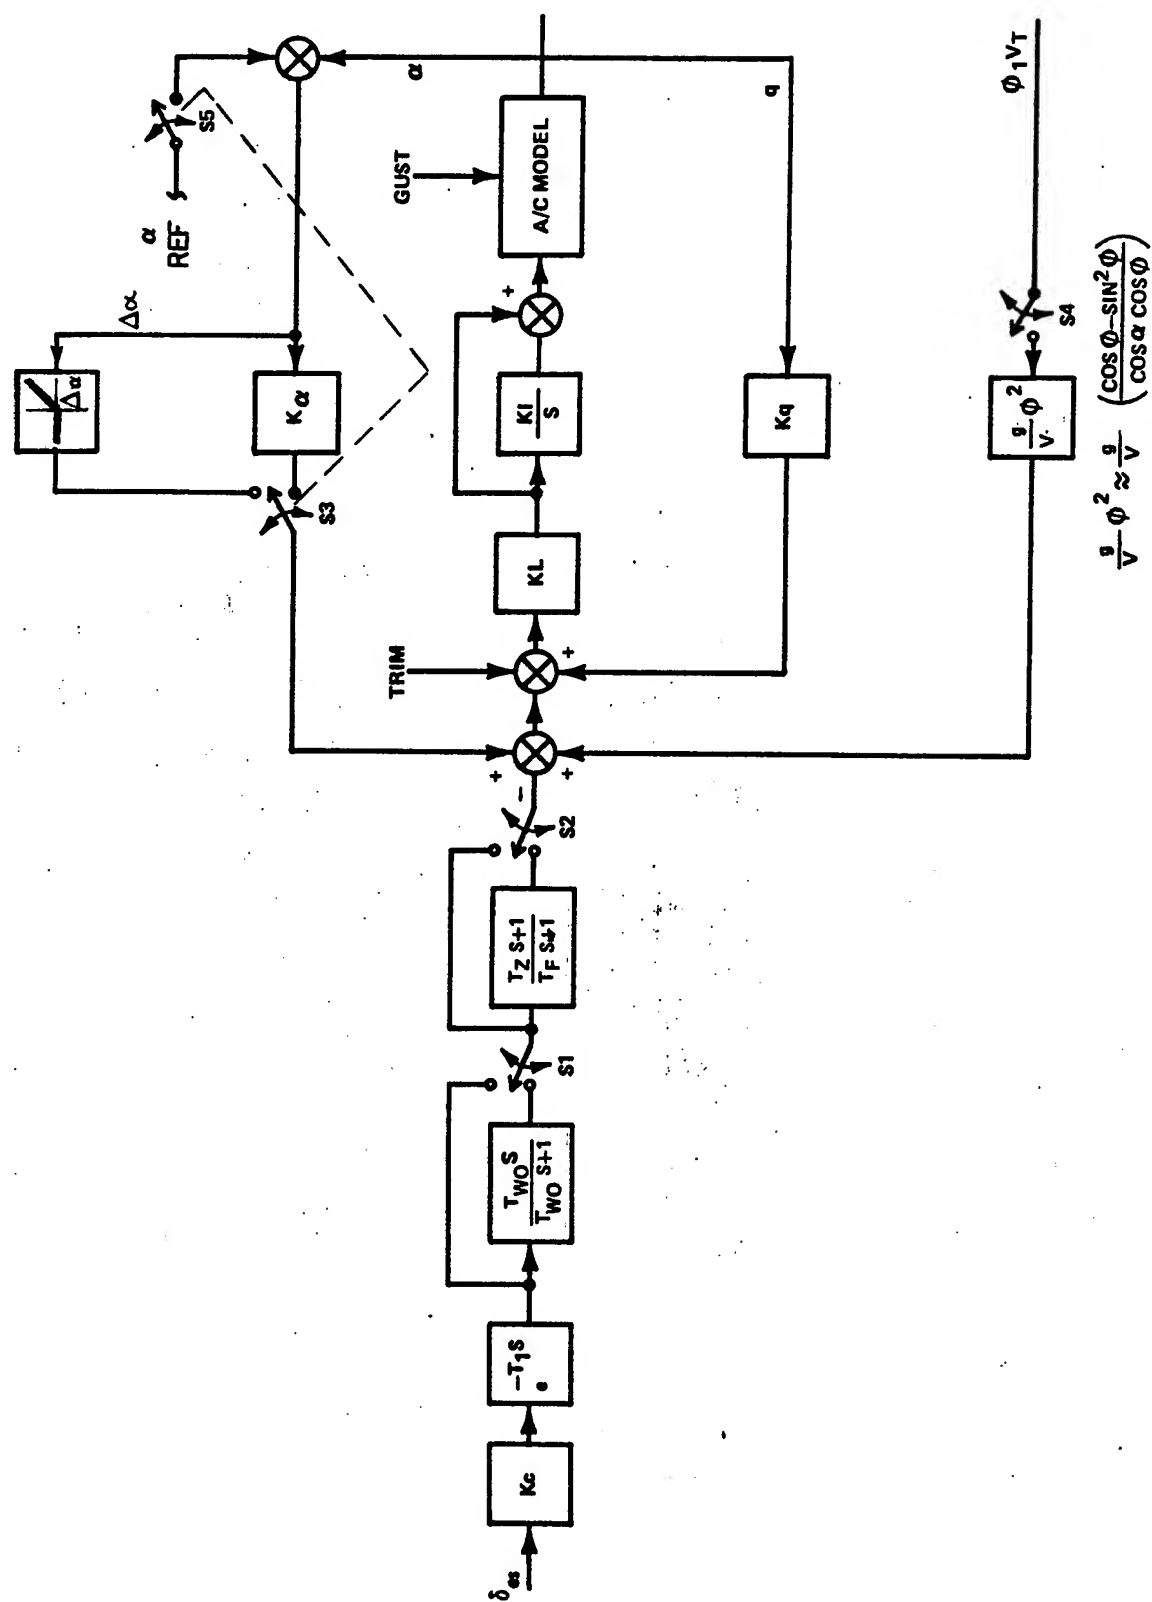 δes
Kc
e −T1S
TWO S
TWO S+1
S1
TZ S+1
TF S+1
S2
−
+
+
TRIM
+
KL
KI
S
+
GUST
A/C MODEL
S3
Kα
Δα
Δα
α
REF
S5
α
q
Kq
g/V φ²
S4
φ1VT
g/V φ² ≈ g/V (COS φ−SIN² φ / COS α COS φ)